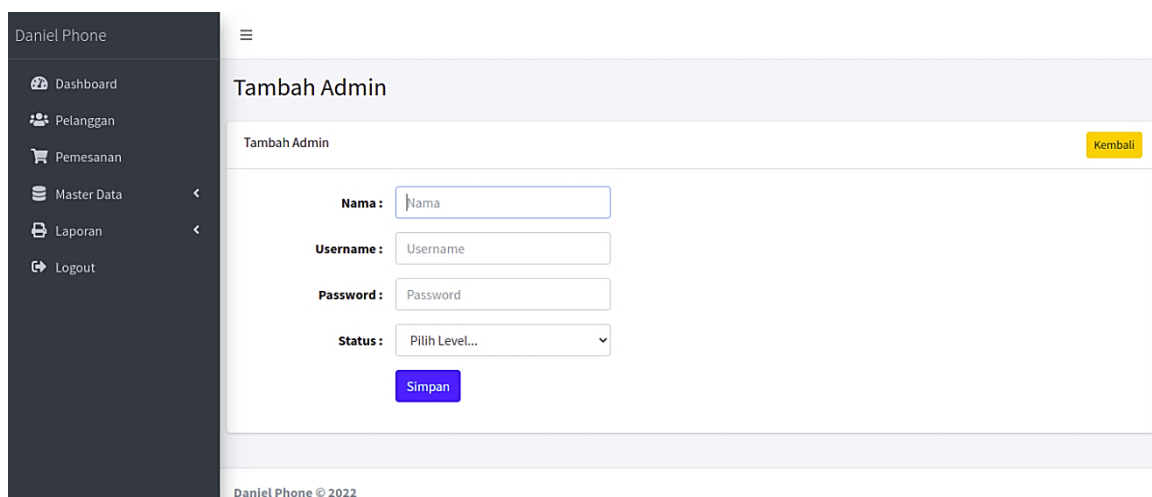 Daniel Phone
Dashboard
Pelanggan
Pemesanan
Master Data
Laporan
Logout
Tambah Admin
Tambah Admin
Kembali
Nama :
Nama
Username :
Username
Password :
Password
Status :
Pilih Level...
Simpan
Daniel Phone © 2022